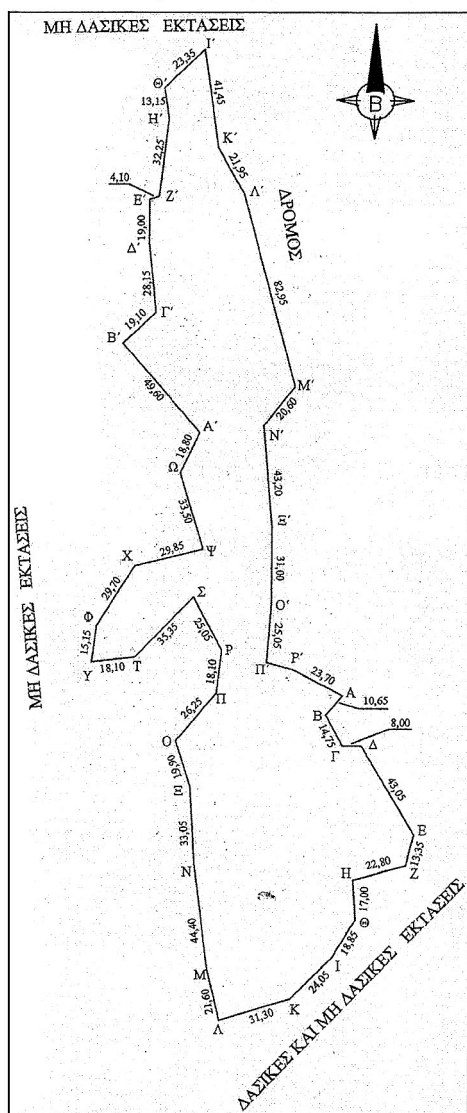 ΜΗ ΔΑΣΙΚΕΣ ΕΚΤΑΣΕΙΣ
Ι΄
23,35
Θ΄
13,15
Η΄
41,45
Β
Κ΄
32,25
21,95
4,10
Ε΄
Ζ΄
Λ΄
ΔΡΟΜΟΣ
19,00
Δ΄
28,15
82,95
19,10
Γ΄
Β΄
49,60
Μ΄
20,60
Α΄
Ν΄
18,80
Ω
43,20
33,50
Ξ΄
Ψ
29,85
Χ
ΜΗ ΔΑΣΙΚΕΣ ΕΚΤΑΣΕΙΣ
29,70
31,00
Σ
Φ
Ο΄
15,15
35,35
25,05
25,05
Υ
18,10
Τ
Ρ
Π΄
Ρ΄
18,10
23,70
Π
Α
10,65
26,25
Β
8,00
14,75
Ο
Γ
Δ
19,90
Ξ
43,05
33,05
Ε
13,35
Ν
Η
22,80
Ζ
17,00
Θ
44,40
18,85
Ι
Μ
24,05
21,60
Κ
31,30
Λ
ΔΑΣΙΚΕΣ ΚΑΙ ΜΗ ΔΑΣΙΚΕΣ ΕΚΤΑΣΕΙΣ